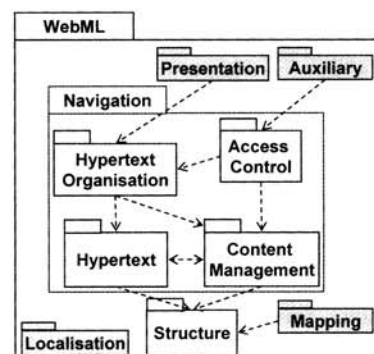 WebML
Presentation
Auxiliary
Navigation
Hypertext
Organisation
Access
Control
Hypertext
Content
Management
Structure
Mapping
Localisation